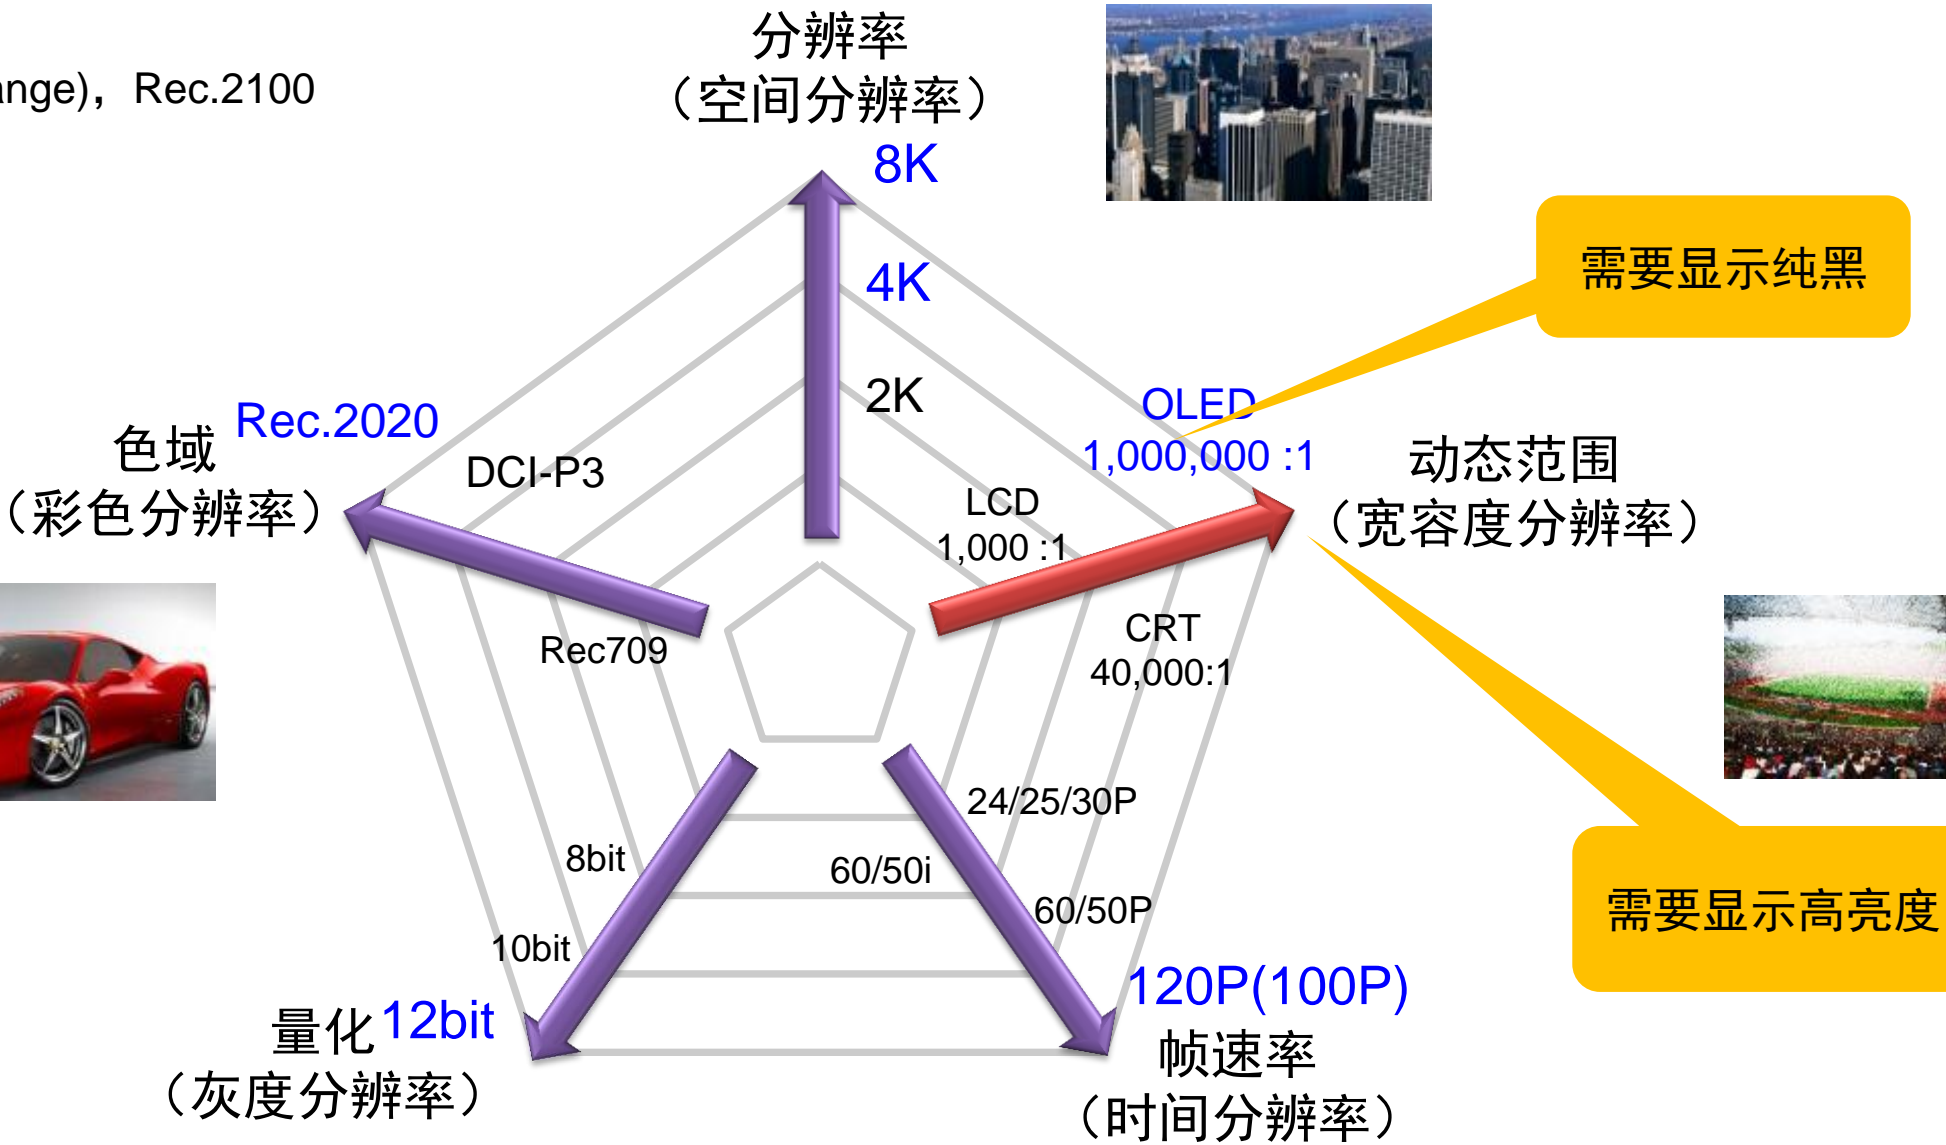 分辨率
（空间分辨率）
ange)，Rec.2100
8K
4K
2K
需要显示纯黑
OLED
1,000,000 :1
动态范围
（宽容度分辨率）
色域
Rec.2020
（彩色分辨率）
DCI-P3
LCD
1,000 :1
Rec709
CRT
40,000:1
24/25/30P
8bit
60/50i
60/50P
需要显示高亮度
10bit
120P(100P)
量化
12bit
（灰度分辨率）
帧速率
（时间分辨率）